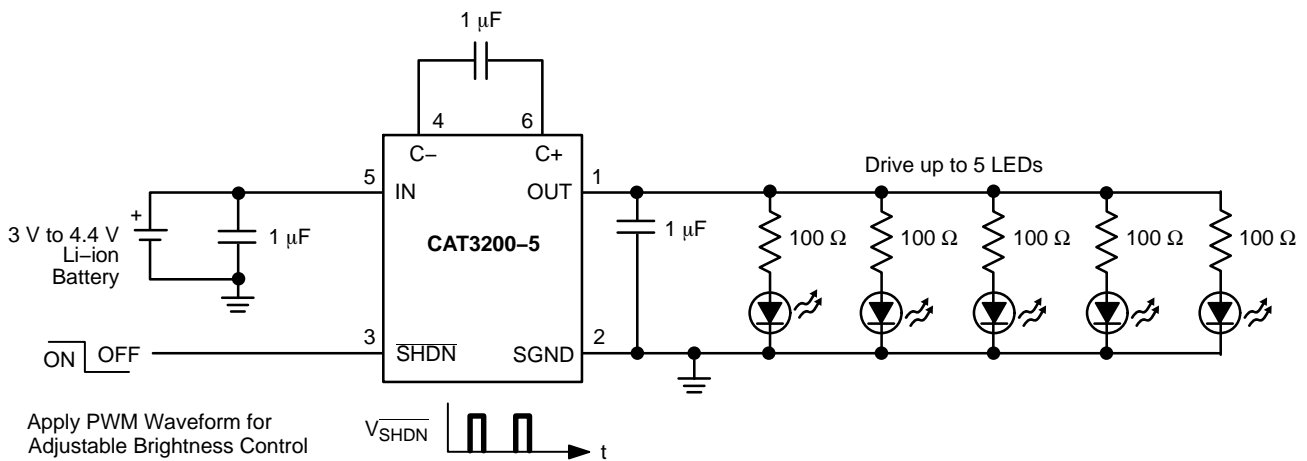 1 μF
4
6
C−
C+
Drive up to 5 LEDs
5
IN
OUT
1
+
3 V to 4.4 V
Li−ion
Battery
1 μF
CAT3200−5
1 μF
100 Ω
100 Ω
100 Ω
100 Ω
100 Ω
ON
OFF
3
SHDN
SGND
2
Apply PWM Waveform for
Adjustable Brightness Control
VSHDN
t